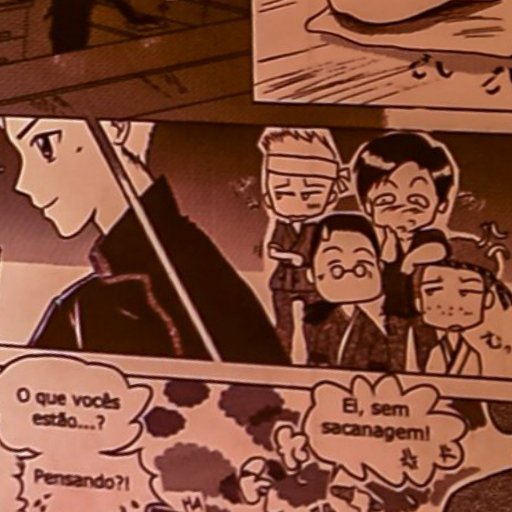 O que vocês
estão...?
Pensando?!
Ei, sem
sacanagem!